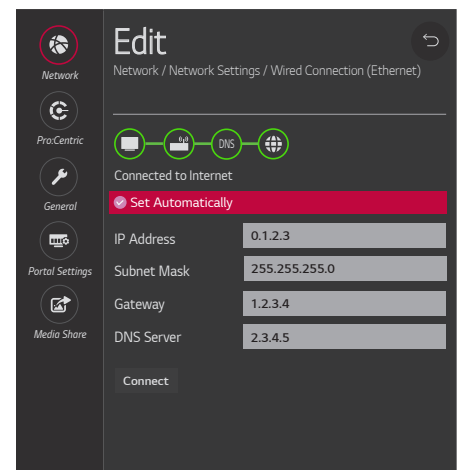 Edit
Network / Network Settings / Wired Connection (Ethernet)
Network
Pro:Centric
General
Portal Settings
Media Share
DNS
Connected to Internet
Set Automatically
IP Address 0.1.2.3
Subnet Mask 255.255.255.0
Gateway 1.2.3.4
DNS Server 2.3.4.5
Connect